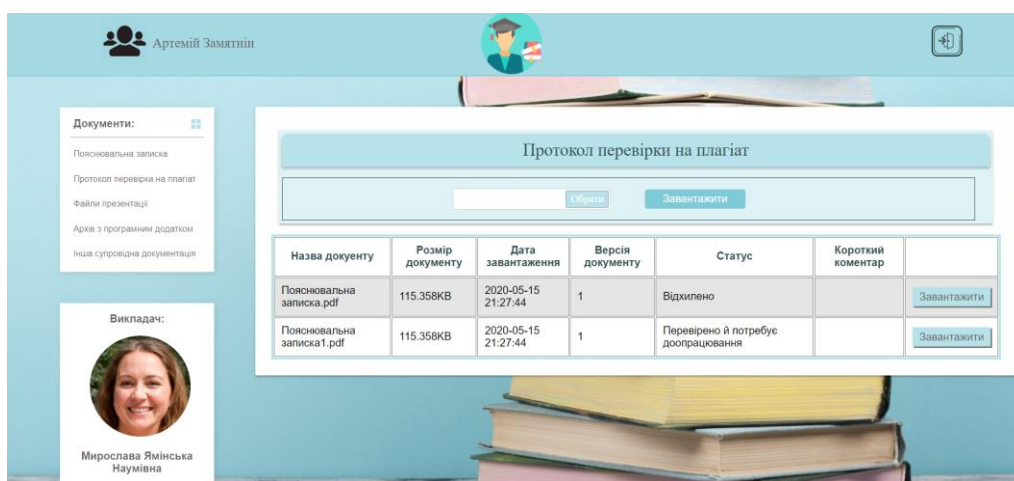 Артемій Замятнін
Документи:
Пояснювальна записка
Протокол перевірки на плагіат
Файли презентації
Архів з програмним додатком
Інша супровідна документація
Викладач:
Мирослава Ямінська
Наумівна
Протокол перевірки на плагіат
Обрати Завантажити
Назва докуенту Розмір документу Дата завантаження Версія документу Статус Короткий коментар
Пояснювальна записка.pdf 115.358KB 2020-05-15 21:27:44 1 Відхилено Завантажити
Пояснювальна записка1.pdf 115.358KB 2020-05-15 21:27:44 1 Перевірено й потребує доопрацювання Завантажити